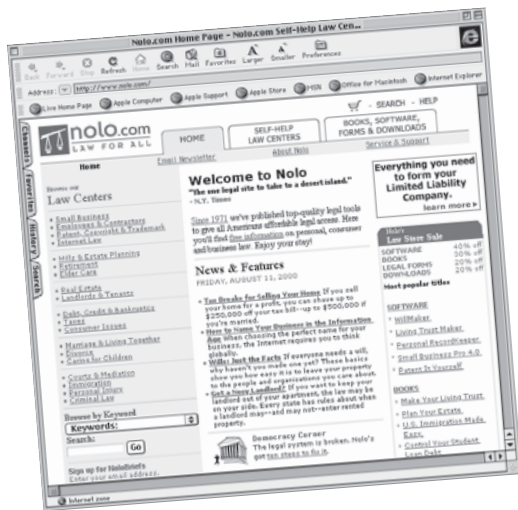 Nolo.com Home Page - Nolo.com Self-Help Law Cen...
Back Forward Stop Refresh Home Search Mail Favorites Larger Smaller Preferences
Address: http://www.nolo.com/
Live Home Page Apple Computer Apple Support Apple Store MSN Office for Macintosh Internet Explorer
Channels
Favorites
History
Search
nolo.com
LAW FOR ALL
SEARCH - HELP
HOME
SELF-HELP
LAW CENTERS
BOOKS, SOFTWARE,
FORMS & DOWNLOADS
Home
Email Newsletter
About Nolo
Service & Support
Browse our
Law Centers
• Small Business
• Employees & Contractors
• Patent, Copyright & Trademark
• Internet Law
• Wills & Estate Planning
• Retirement
• Elder Care
• Real Estate
• Landlords & Tenants
• Debt, Credit & Bankruptcy
• Taxes
• Consumer Issues
• Marriage & Living Together
• Divorce
• Caring for Children
• Courts & Mediation
• Immigration
• Personal Injury
• Criminal Law
Browse by Keyword
Keywords:
Search:
Go
Sign up for NoloBriefs
Enter your email address.
Welcome to Nolo
"The one legal site to take to a desert island."
- N.Y. Times
Since 1971 we've published top-quality legal tools
to give all Americans affordable legal access. Here
you'll find free information on personal, consumer
and business law. Enjoy your stay!
News & Features
FRIDAY, AUGUST 11, 2000
• Tax Breaks for Selling Your Home If you sell
your home for a profit, you can shave up to
$250,000 off your tax bill--up to $500,000 if
you're married.
• How to Name Your Business in the Information
Age When choosing the perfect name for your
business, the Internet requires you to think
globally.
• Wills: Just the Facts If everyone needs a will,
why haven't you made one yet? These basics
show you how easy it is to leave your property
to the people and organizations you care about.
• Got a New Landlord? If you want to keep your
landlord out of your apartment, the law may be
on your side. Every state has rules about when
a landlord may--and may not--enter rented
property.
Democracy Corner
The legal system is broken. Nolo's
got ten steps to fix it.
Everything you need
to form your
Limited Liability
Company.
learn more
Nolo's
Law Store Sale
SOFTWARE 40% off
BOOKS 30% off
LEGAL FORMS 20% off
DOWNLOADS 20% off
Most popular titles
SOFTWARE
• WillMaker
• Living Trust Maker
• Personal RecordKeeper
• Small Business Pro 4.0
• Patent It Yourself
BOOKS
• Make Your Living Trust
• Plan Your Estate
• U.S. Immigration Made
Easy
• Control Your Student
Loan Debt
Internet zone